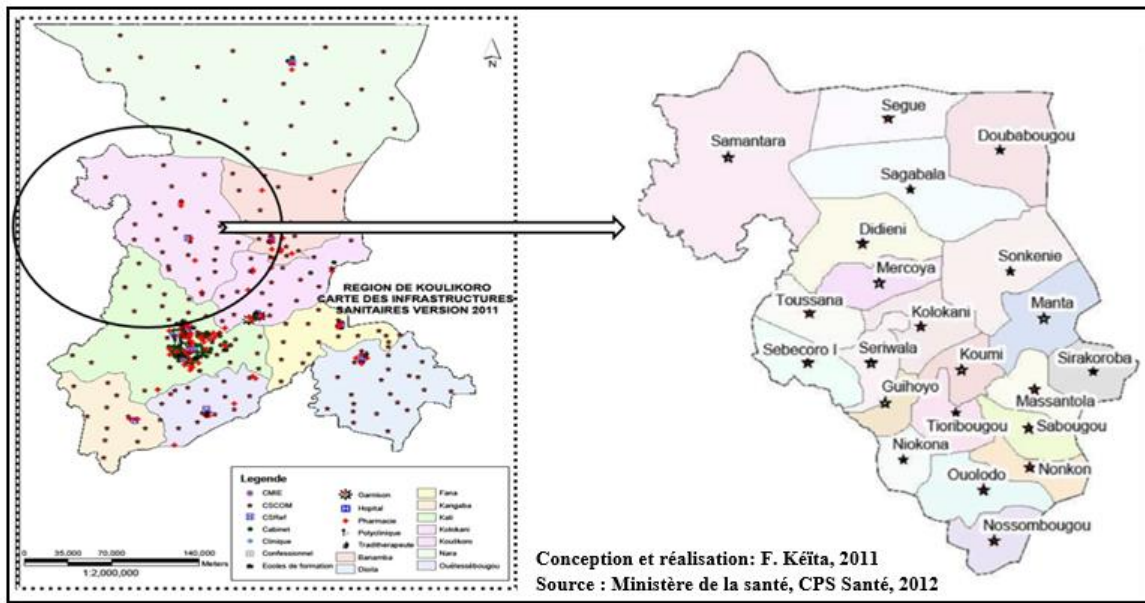 N
REGION DE KOULIKORO
CARTE DES INFRASTRUCTURES
SANITAIRES VERSION 2011
Legende
CMIE
CSCOM
CSRef
Cabinet
Clinique
Confessionnel
Ecoles de formation
Garnison
Hopital
Pharmacie
Polyclinique
Tradithérapeute
Banamba
Dioila
Fana
Kangaba
Kati
Kolokani
Koulikoro
Nara
Ouélessébougou
0 35,000 70,000 140,000
Meters
1:2,000,000
Segue
Samantara
Doubabougou
Sagabala
Didieni
Sonkenie
Mercoya
Toussana
Kolokani
Manta
Sebecoro I
Seriwala
Koumi
Sirakoroba
Guihoyo
Massantola
Tioribougou
Sabougou
Niokona
Nonkon
Ouolodo
Nossombougou
Conception et réalisation: F. Kéïta, 2011
Source : Ministère de la santé, CPS Santé, 2012